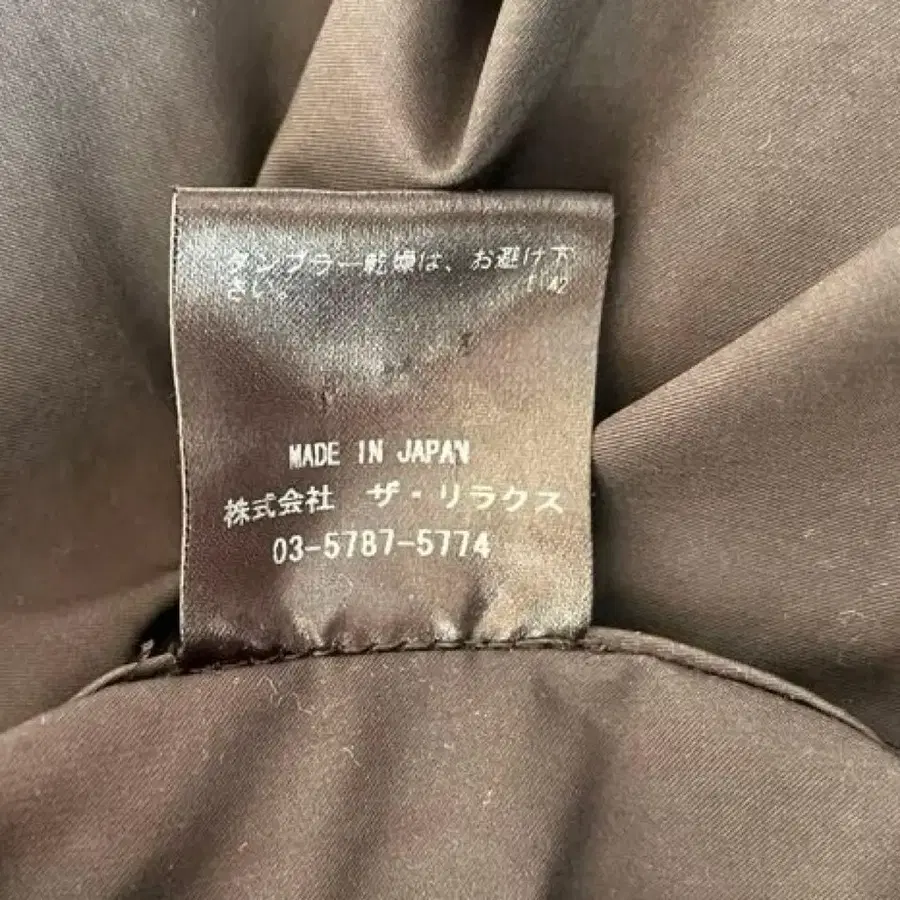 タンブラー乾燥は、お避け下
さい。
MADE IN JAPAN
株式会社 ザ・リラクス
03-5787-5774